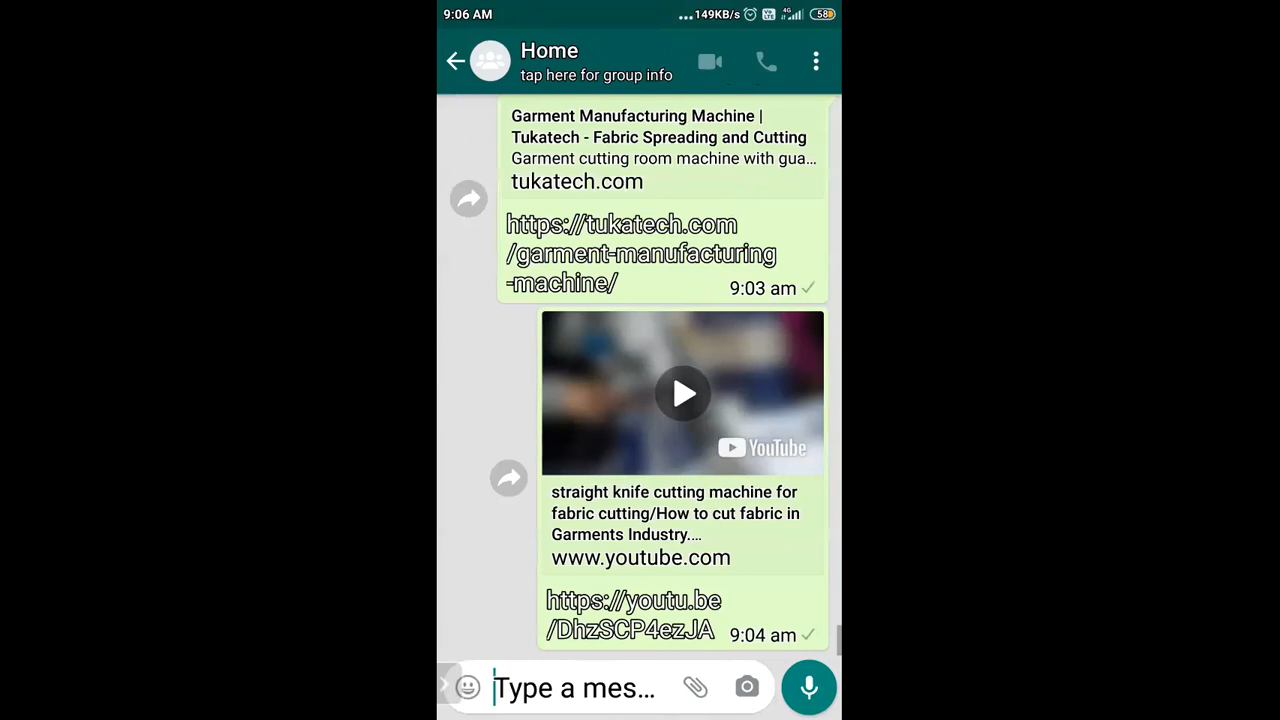 9:06 AM
...149KB/s 4G 58
Home
tap here for group info
Garment Manufacturing Machine |
Tukatech - Fabric Spreading and Cutting
Garment cutting room machine with gua...
tukatech.com
https://tukatech.com
/garment-manufacturing
-machine/
9:03 am
YouTube
straight knife cutting machine for
fabric cutting/How to cut fabric in
Garments Industry....
www.youtube.com
https://youtu.be
/DhzSCP4ezJA
9:04 am
Type a mes...